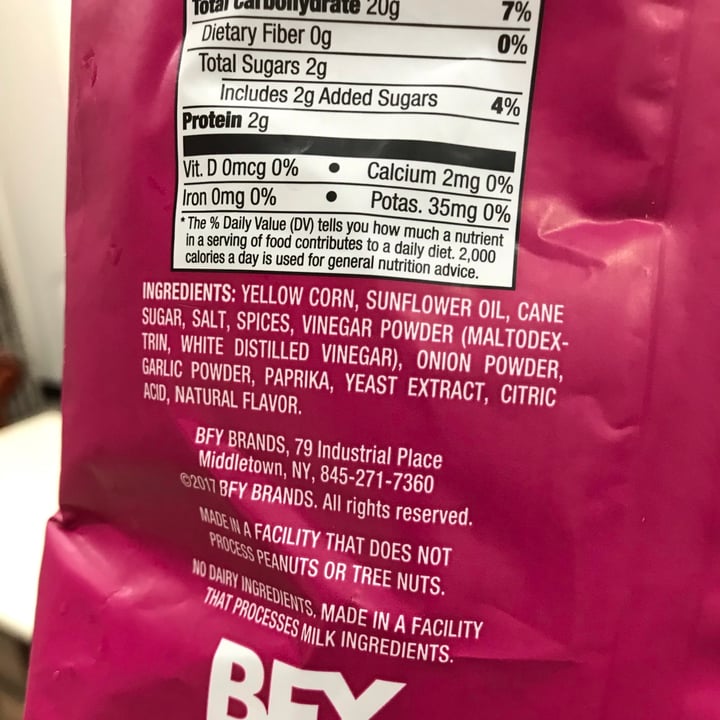 Total Carbohydrate 20g 7%
Dietary Fiber 0g 0%
Total Sugars 2g
Includes 2g Added Sugars 4%
Protein 2g
Vit. D 0mcg 0% • Calcium 2mg 0%
Iron 0mg 0% • Potas. 35mg 0%
* The % Daily Value (DV) tells you how much a nutrient
in a serving of food contributes to a daily diet. 2,000
calories a day is used for general nutrition advice.
INGREDIENTS: YELLOW CORN, SUNFLOWER OIL, CANE
SUGAR, SALT, SPICES, VINEGAR POWDER (MALTODEX-
TRIN, WHITE DISTILLED VINEGAR), ONION POWDER,
GARLIC POWDER, PAPRIKA, YEAST EXTRACT, CITRIC
ACID, NATURAL FLAVOR.
BFY BRANDS, 79 Industrial Place
Middletown, NY, 845-271-7360
©2017 BFY BRANDS. All rights reserved.
MADE IN A FACILITY THAT DOES NOT
PROCESS PEANUTS OR TREE NUTS.
NO DAIRY INGREDIENTS. MADE IN A FACILITY
THAT PROCESSES MILK INGREDIENTS.
BFY